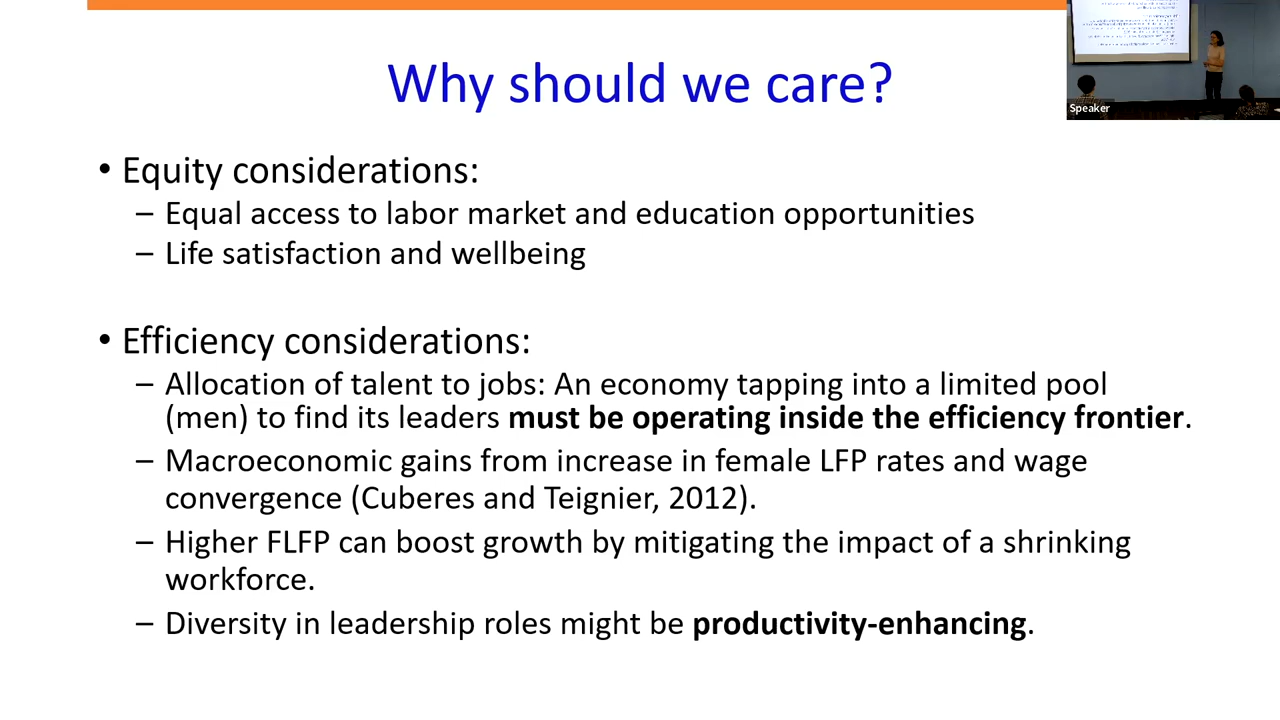 Why should we care?
Speaker
• Equity considerations:
– Equal access to labor market and education opportunities
– Life satisfaction and wellbeing
• Efficiency considerations:
– Allocation of talent to jobs: An economy tapping into a limited pool
(men) to find its leaders must be operating inside the efficiency frontier.
– Macroeconomic gains from increase in female LFP rates and wage
convergence (Cuberes and Teignier, 2012).
– Higher FLFP can boost growth by mitigating the impact of a shrinking
workforce.
– Diversity in leadership roles might be productivity-enhancing.